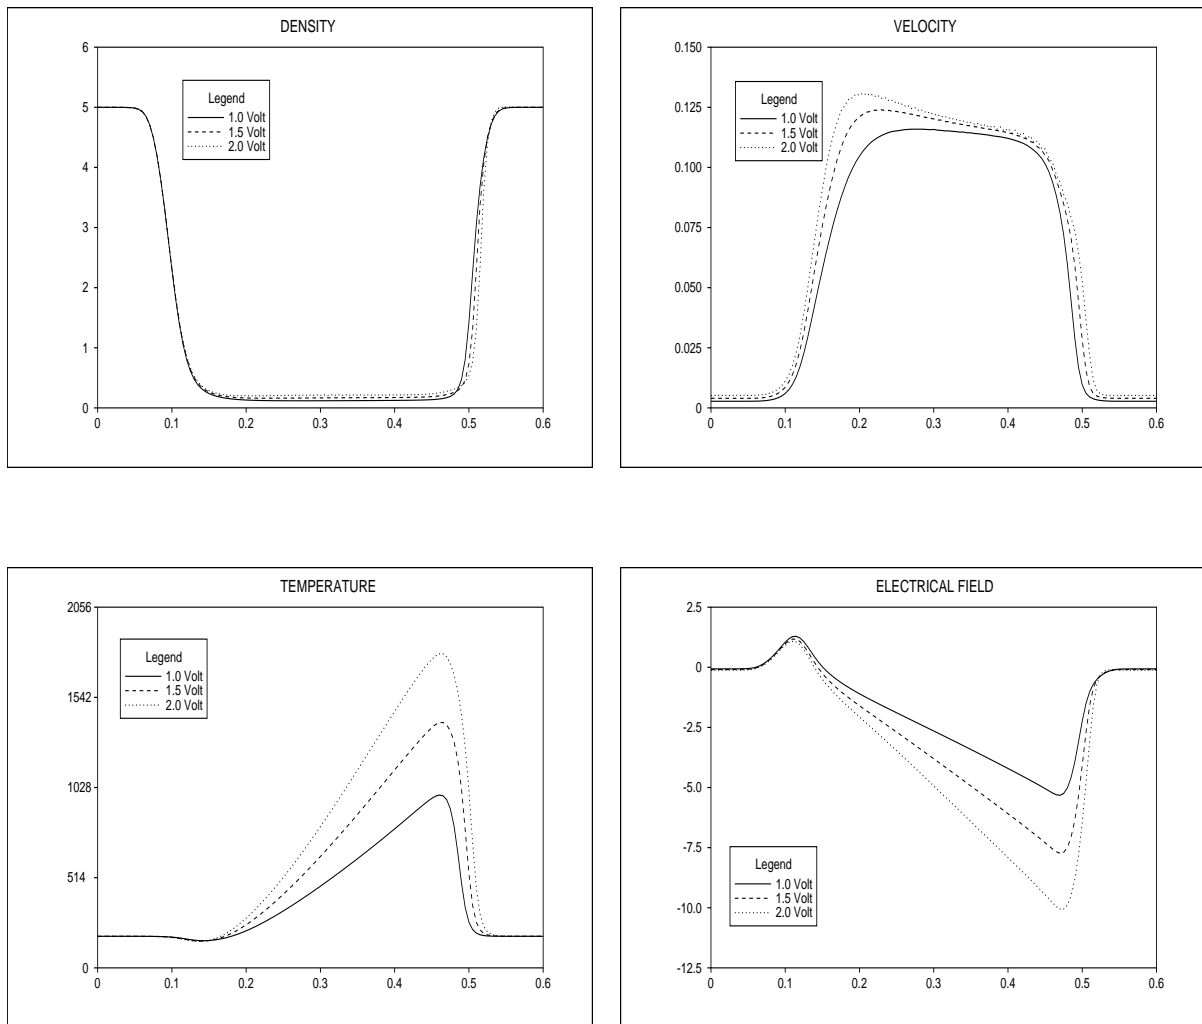 DENSITY
6
5
4
3
2
1
0
0
0.1
0.2
0.3
0.4
0.5
0.6
Legend
1.0 Volt
1.5 Volt
2.0 Volt
VELOCITY
0.150
0.125
0.100
0.075
0.050
0.025
0
0
0.1
0.2
0.3
0.4
0.5
0.6
Legend
1.0 Volt
1.5 Volt
2.0 Volt
TEMPERATURE
2056
1542
1028
514
0
0
0.1
0.2
0.3
0.4
0.5
0.6
Legend
1.0 Volt
1.5 Volt
2.0 Volt
ELECTRICAL FIELD
2.5
0
-2.5
-5.0
-7.5
-10.0
-12.5
0
0.1
0.2
0.3
0.4
0.5
0.6
Legend
1.0 Volt
1.5 Volt
2.0 Volt